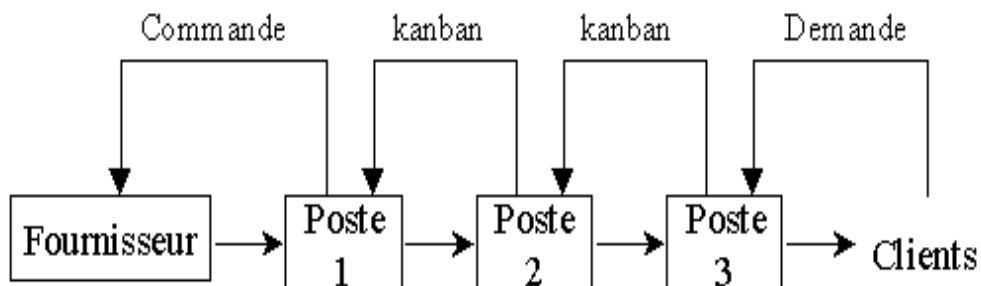 Commande kanban kanban Demande
Fournisseur
Poste
1
Poste
2
Poste
3
Clients